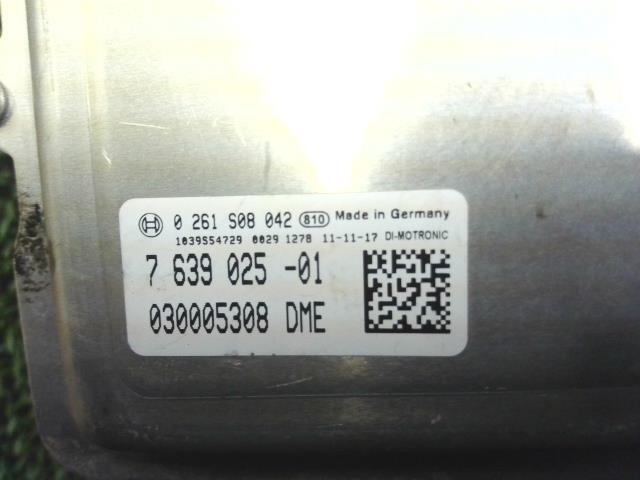 0 261 S08 042 810 Made in Germany
1039S54729 0029 1278 11-11-17 DI-MOTRONIC
7 639 025 -01
030005308 DME